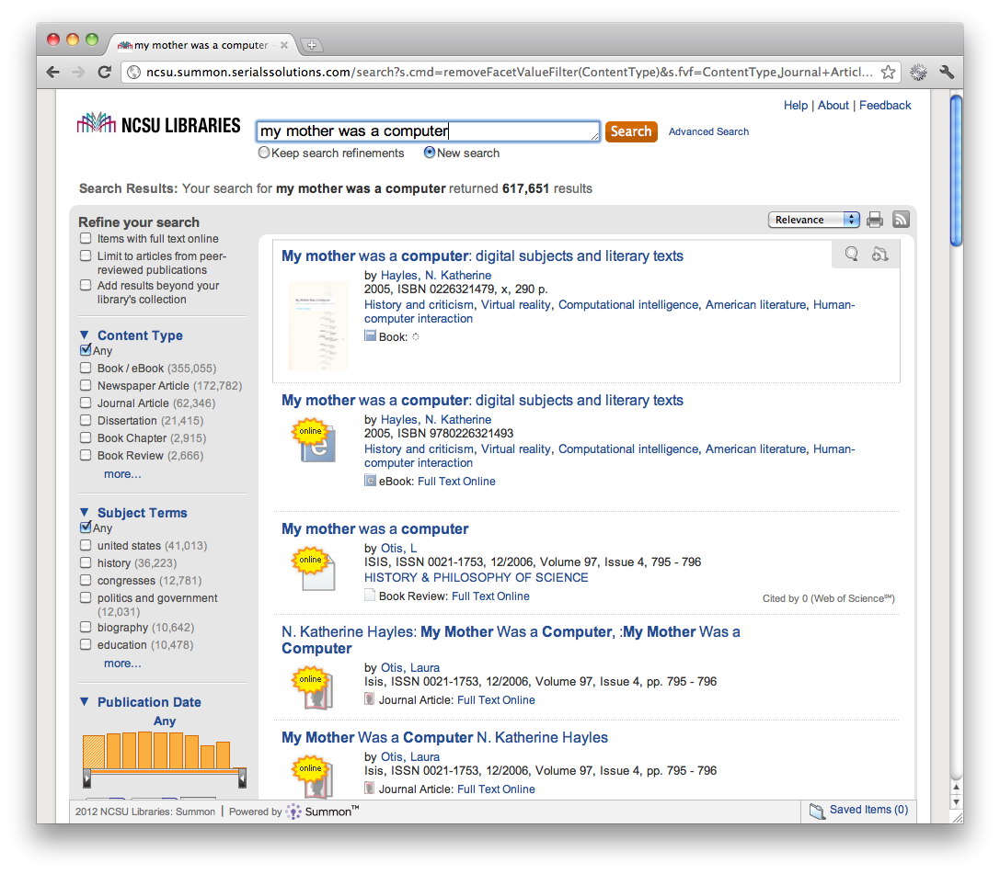 my mother was a computer
ncsu.summon.serialssolutions.com/search?s.cmd=removeFacetValueFilter(ContentType)&s.fvf=ContentType,Journal+Articl...
Help | About | Feedback
NCSU LIBRARIES
my mother was a computer
Search
Advanced Search
Keep search refinements
New search
Search Results: Your search for my mother was a computer returned 617,651 results
Refine your search
Items with full text online
Limit to articles from peer-
reviewed publications
Add results beyond your
library's collection
Content Type
Any
Book / eBook (355,055)
Newspaper Article (172,782)
Journal Article (62,346)
Dissertation (21,415)
Book Chapter (2,915)
Book Review (2,666)
more...
Subject Terms
Any
united states (41,013)
history (36,223)
congresses (12,781)
politics and government
(12,031)
biography (10,642)
education (10,478)
more...
Publication Date
Any
Relevance
My mother was a computer: digital subjects and literary texts
by Hayles, N. Katherine
2005, ISBN 0226321479, x, 290 p.
History and criticism, Virtual reality, Computational intelligence, American literature, Human-
computer interaction
Book:
My Mother Was a Computer
My mother was a computer: digital subjects and literary texts
online
by Hayles, N. Katherine
2005, ISBN 9780226321493
History and criticism, Virtual reality, Computational intelligence, American literature, Human-
computer interaction
eBook: Full Text Online
My mother was a computer
online
by Otis, L
ISIS, ISSN 0021-1753, 12/2006, Volume 97, Issue 4, 795 - 796
HISTORY & PHILOSOPHY OF SCIENCE
Book Review: Full Text Online
Cited by 0 (Web of Science℠)
N. Katherine Hayles: My Mother Was a Computer, :My Mother Was a
Computer
online
by Otis, Laura
Isis, ISSN 0021-1753, 12/2006, Volume 97, Issue 4, pp. 795 - 796
Journal Article: Full Text Online
My Mother Was a Computer N. Katherine Hayles
online
by Otis, Laura
Isis, ISSN 0021-1753, 12/2006, Volume 97, Issue 4, pp. 795 - 796
Journal Article: Full Text Online
2012 NCSU Libraries: Summon | Powered by Summon™
Saved Items (0)